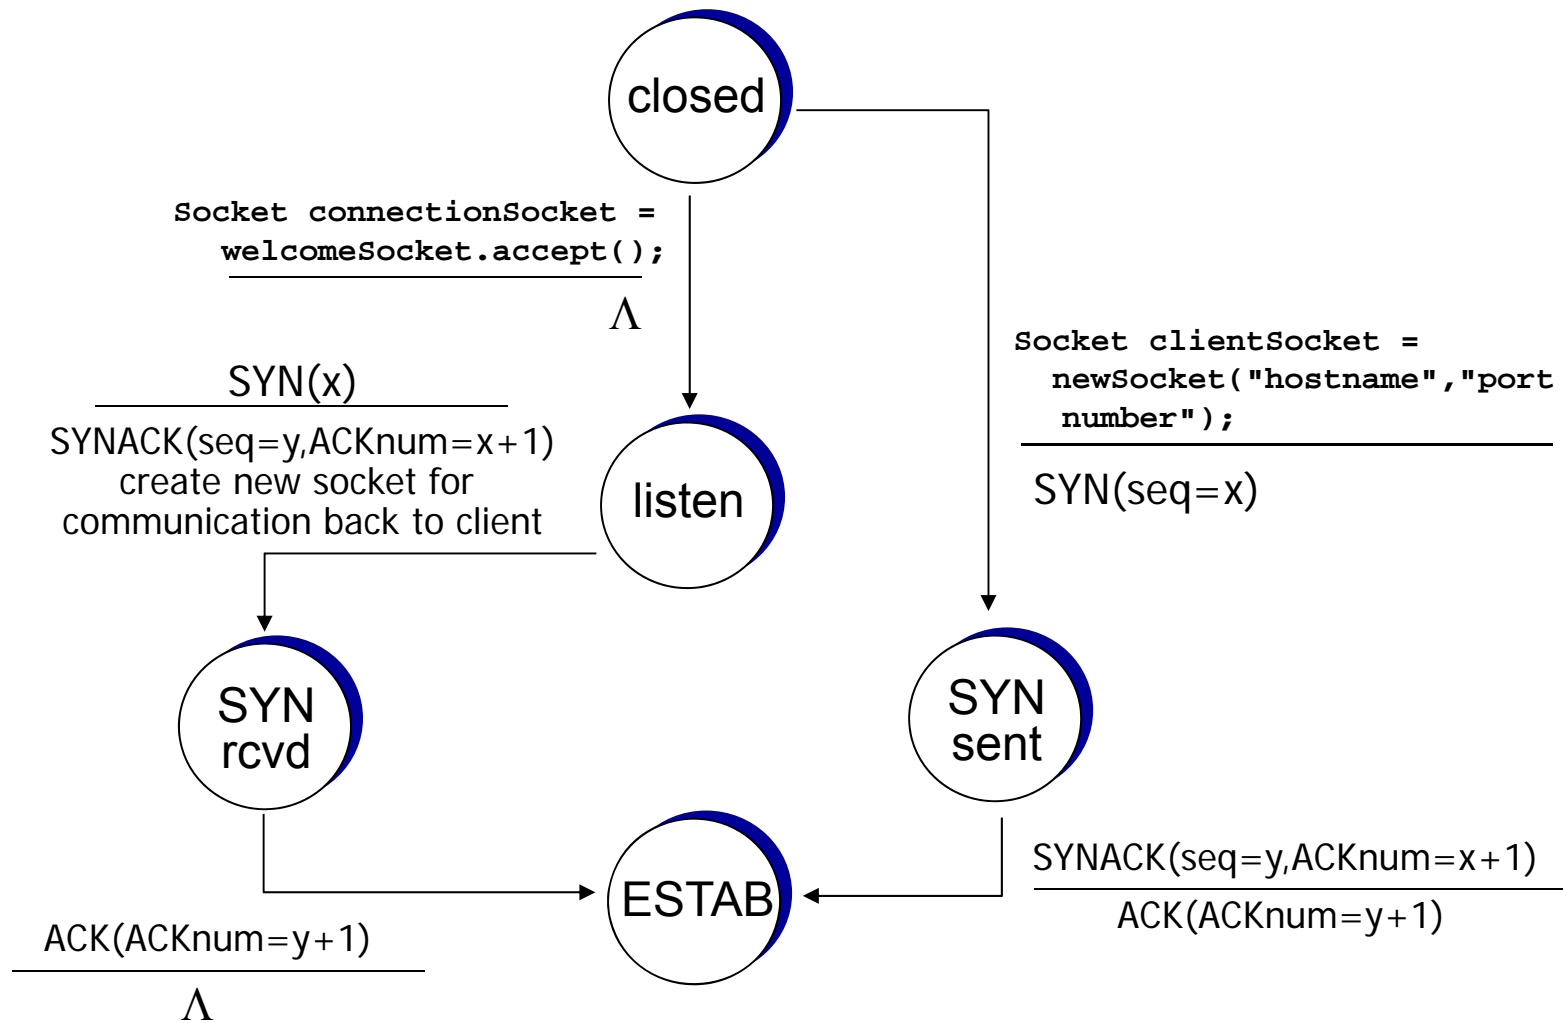 closed
Socket connectionSocket =
welcomeSocket.accept();
Λ
Socket clientSocket =
newSocket("hostname","port
number");
SYN(seq=x)
SYN(x)
SYNACK(seq=y,ACKnum=x+1)
create new socket for
communication back to client
listen
SYN
rcvd
SYN
sent
ESTAB
SYNACK(seq=y,ACKnum=x+1)
ACK(ACKnum=y+1)
ACK(ACKnum=y+1)
Λ